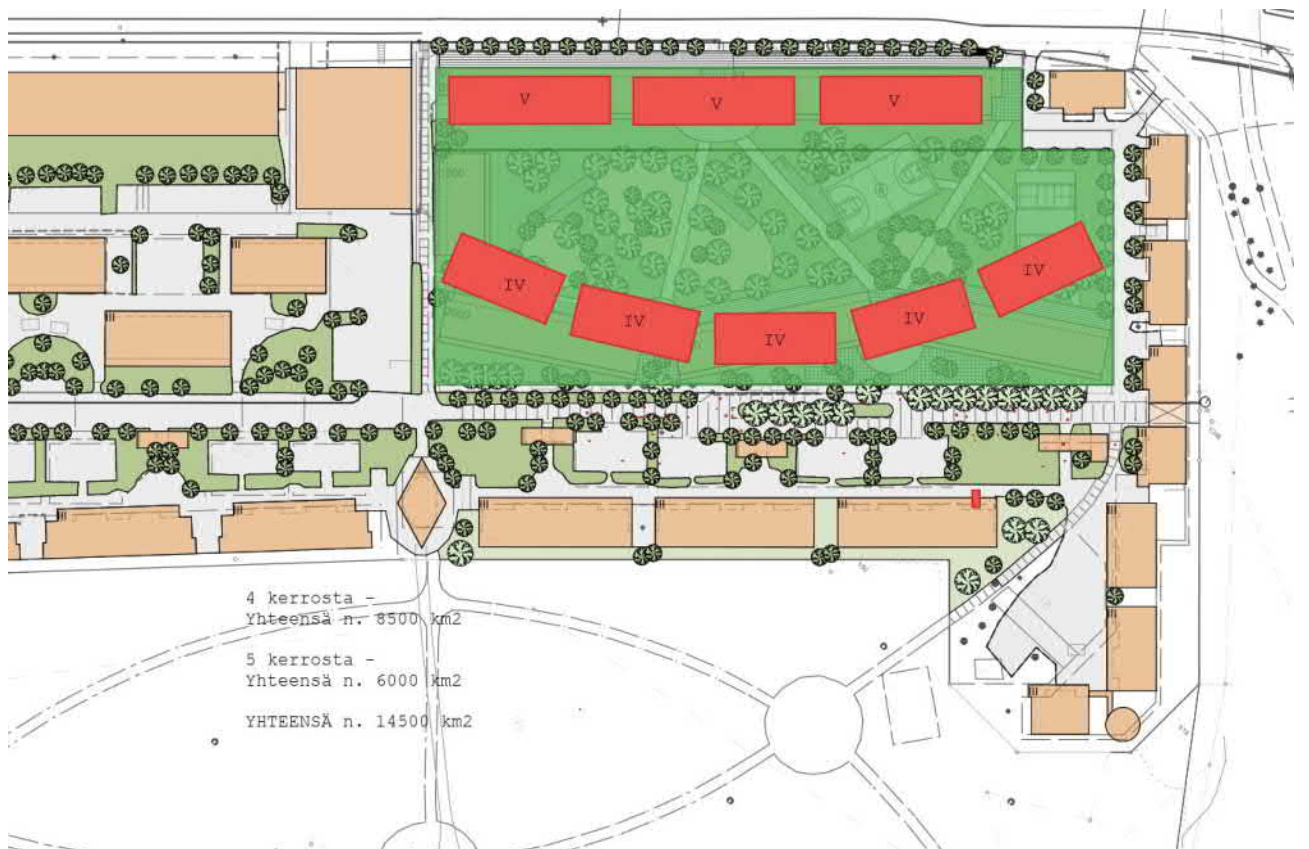 V V V
IV IV IV IV IV
4 kerrosta -
Yhteensä n. 8500 km2
5 kerrosta -
Yhteensä n. 6000 km2
YHTEENSÄ n. 14500 km2